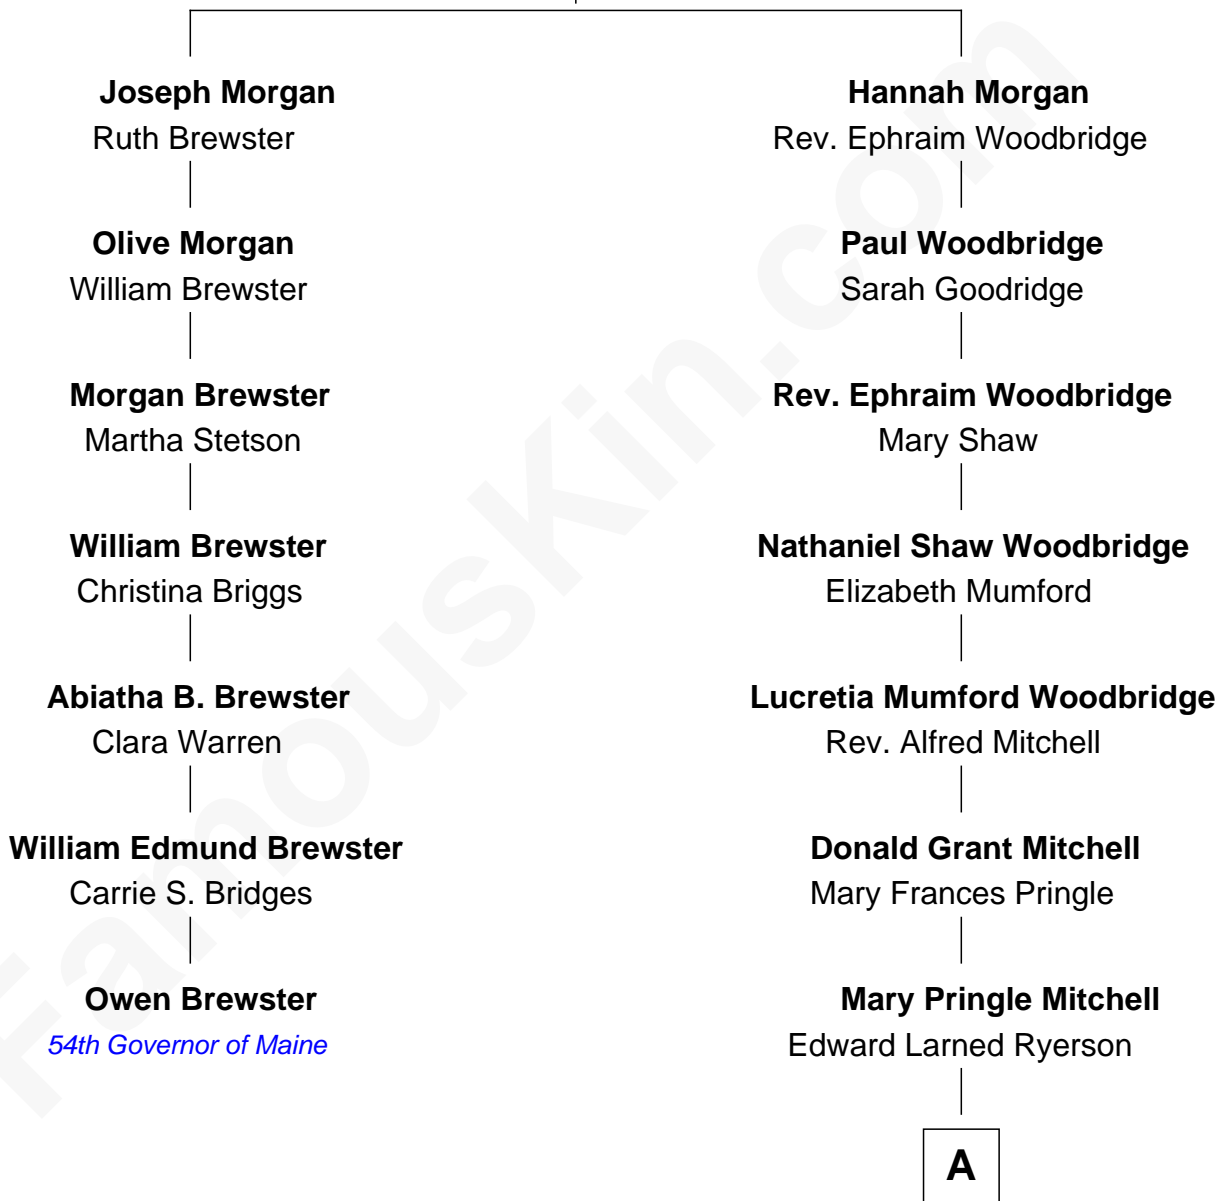 Joseph Morgan
Ruth Brewster
Olive Morgan
William Brewster
Morgan Brewster
Martha Stetson
William Brewster
Christina Briggs
Abiatha B. Brewster
Clara Warren
William Edmund Brewster
Carrie S. Bridges
Owen Brewster
54th Governor of Maine
Hannah Morgan
Rev. Ephraim Woodbridge
Paul Woodbridge
Sarah Goodridge
Rev. Ephraim Woodbridge
Mary Shaw
Nathaniel Shaw Woodbridge
Elizabeth Mumford
Lucretia Mumford Woodbridge
Rev. Alfred Mitchell
Donald Grant Mitchell
Mary Frances Pringle
Mary Pringle Mitchell
Edward Larned Ryerson
A
FamousKin.com